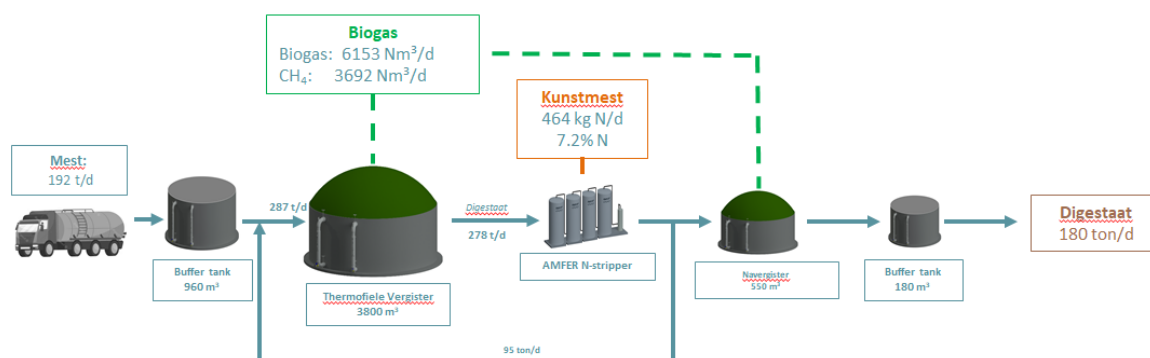 Biogas
Biogas: 6153 Nm³/d
CH₄: 3692 Nm³/d
Kunstmest
464 kg N/d
7.2% N
Mest:
192 t/d
287 t/d
Digestaat
278 t/d
Digestaat
180 ton/d
Buffer tank
960 m³
Thermofiele Vergister
3800 m³
AMFER N-stripper
Navergister
550 m³
Buffer tank
180 m³
95 ton/d